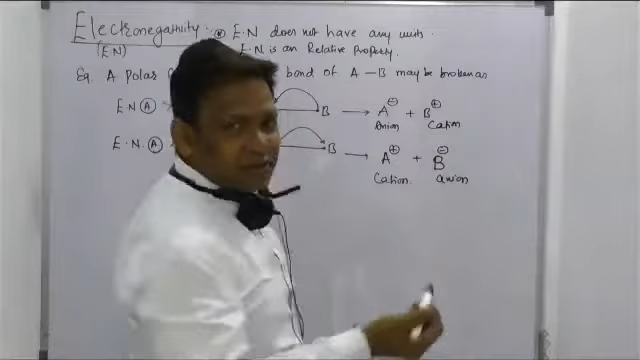 Electronegativity :- * E.N does not have any units.
(EN) E.N is an Relative Property.
Eg. A Polar bond of A - B may be broken as
E N (A) B → A⊖ + B⊕
Anion Cation
E. N. (A) B → A⊕ + B⊖
Cation. anion